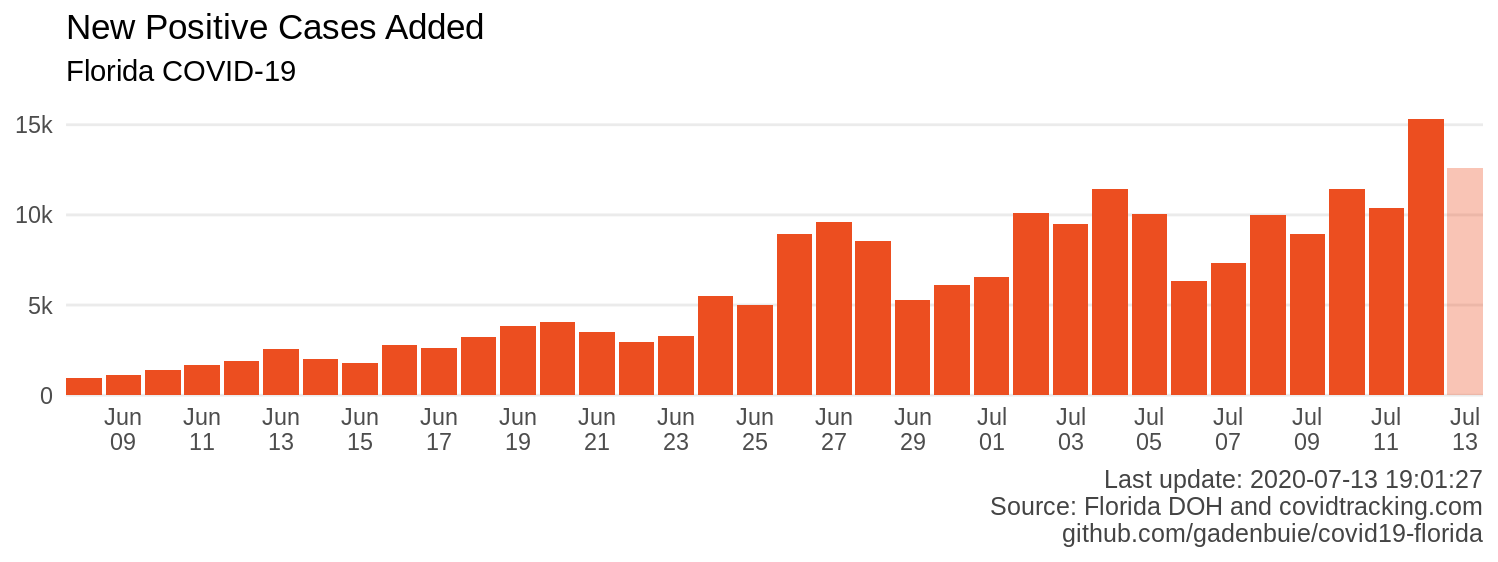 New Positive Cases Added
Florida COVID-19
15k
10k
5k
0
Jun Jun Jun Jun Jun Jun Jun Jun Jun Jun Jun Jul Jul Jul Jul Jul Jul Jul
09 11 13 15 17 19 21 23 25 27 29 01 03 05 07 09 11 13
Last update: 2020-07-13 19:01:27
Source: Florida DOH and covidtracking.com
github.com/gadenbuie/covid19-florida